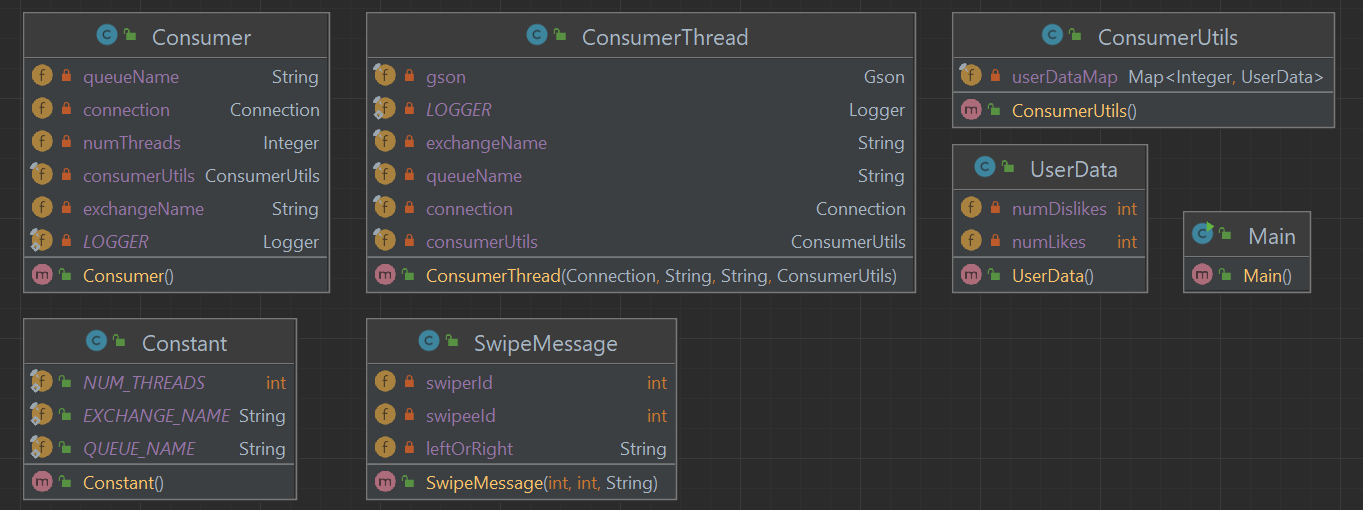 Consumer
queueName String
connection Connection
numThreads Integer
consumerUtils ConsumerUtils
exchangeName String
LOGGER Logger
Consumer()
ConsumerThread
gson Gson
LOGGER Logger
exchangeName String
queueName String
connection Connection
consumerUtils ConsumerUtils
ConsumerThread(Connection, String, String, ConsumerUtils)
ConsumerUtils
userDataMap Map<Integer, UserData>
ConsumerUtils()
UserData
numDislikes int
numLikes int
UserData()
Main
Main()
Constant
NUM_THREADS int
EXCHANGE_NAME String
QUEUE_NAME String
Constant()
SwipeMessage
swiperId int
swipeeId int
leftOrRight String
SwipeMessage(int, int, String)